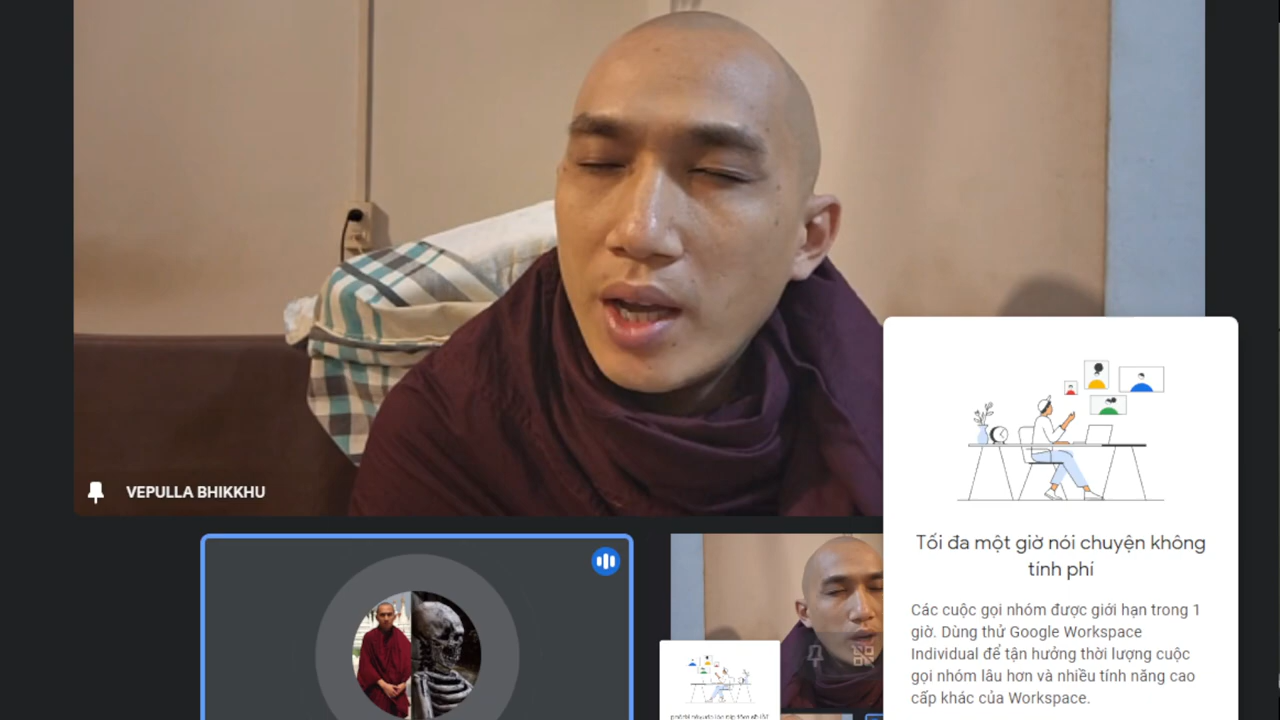 VEPULLA BHIKKHU
Tối đa một giờ nói chuyện không
tính phí
Các cuộc gọi nhóm được giới hạn trong 1
giờ. Dùng thử Google Workspace
Individual để tận hưởng thời lượng cuộc
gọi nhóm lâu hơn và nhiều tính năng cao
cấp khác của Workspace.